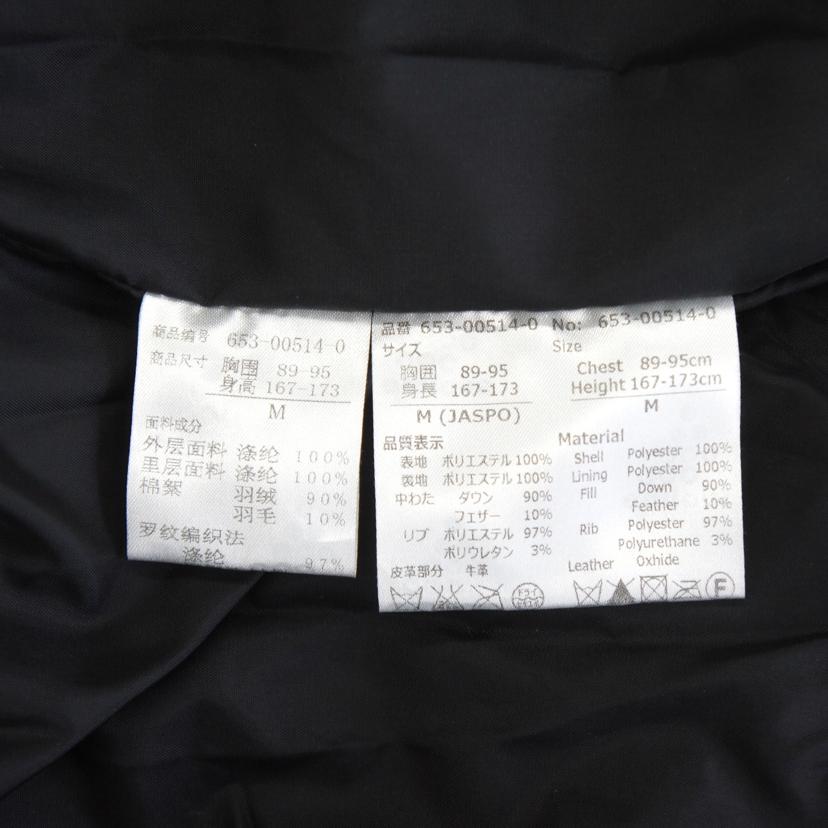 商品编号 653-00514-0
商品尺寸 胸围 89-95
身高 167-173
M
面料成分
外层面料 涤纶 100%
里层面料 涤纶 100%
棉絮 羽绒 90%
羽毛 10%
罗纹编织法
涤纶 97%
品番 653-00514-0
サイズ
胸囲 89-95
身長 167-173
M (JASPO)
品質表示
表地 ポリエステル 100%
裏地 ポリエステル 100%
中わた ダウン 90%
フェザー 10%
リブ ポリエステル 97%
ポリウレタン 3%
皮革部分 牛革
ドライ
No: 653-00514-0
Size
Chest 89-95cm
Height 167-173cm
M
Material
Shell Polyester 100%
Lining Polyester 100%
Fill Down 90%
Feather 10%
Rib Polyester 97%
Polyurethane 3%
Leather Oxhide
F